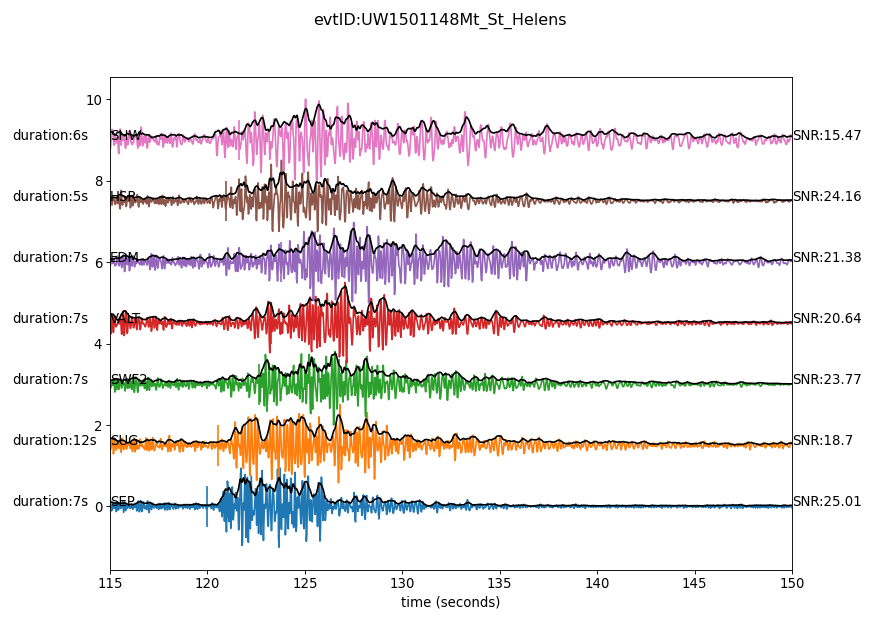 evtID:UW1501148Mt_St_Helens
10
duration:6s SHW SNR:15.47
8
duration:5s HSR SNR:24.16
duration:7s EDM SNR:21.38
6
duration:7s VALT SNR:20.64
4
duration:7s SWF2 SNR:23.77
2
duration:12s SUG SNR:18.7
duration:7s SEP SNR:25.01
0
115 120 125 130 135 140 145 150
time (seconds)